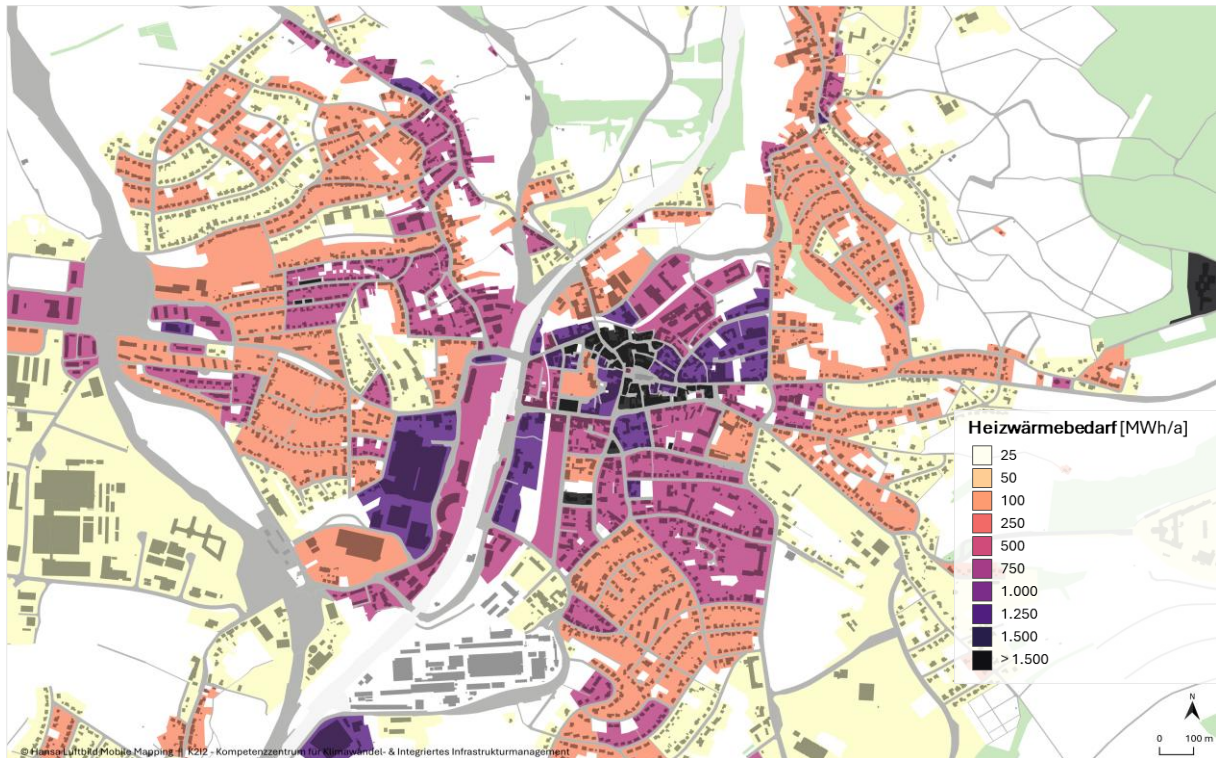 Heizwärmebedarf [MWh/a]
25
50
100
250
500
750
1.000
1.250
1.500
> 1.500
N
0 100 m
© Hansa Luftbild Mobile Mapping | K2I2 - Kompetenzzentrum für Klimawandel- & Integriertes Infrastrukturmanagement